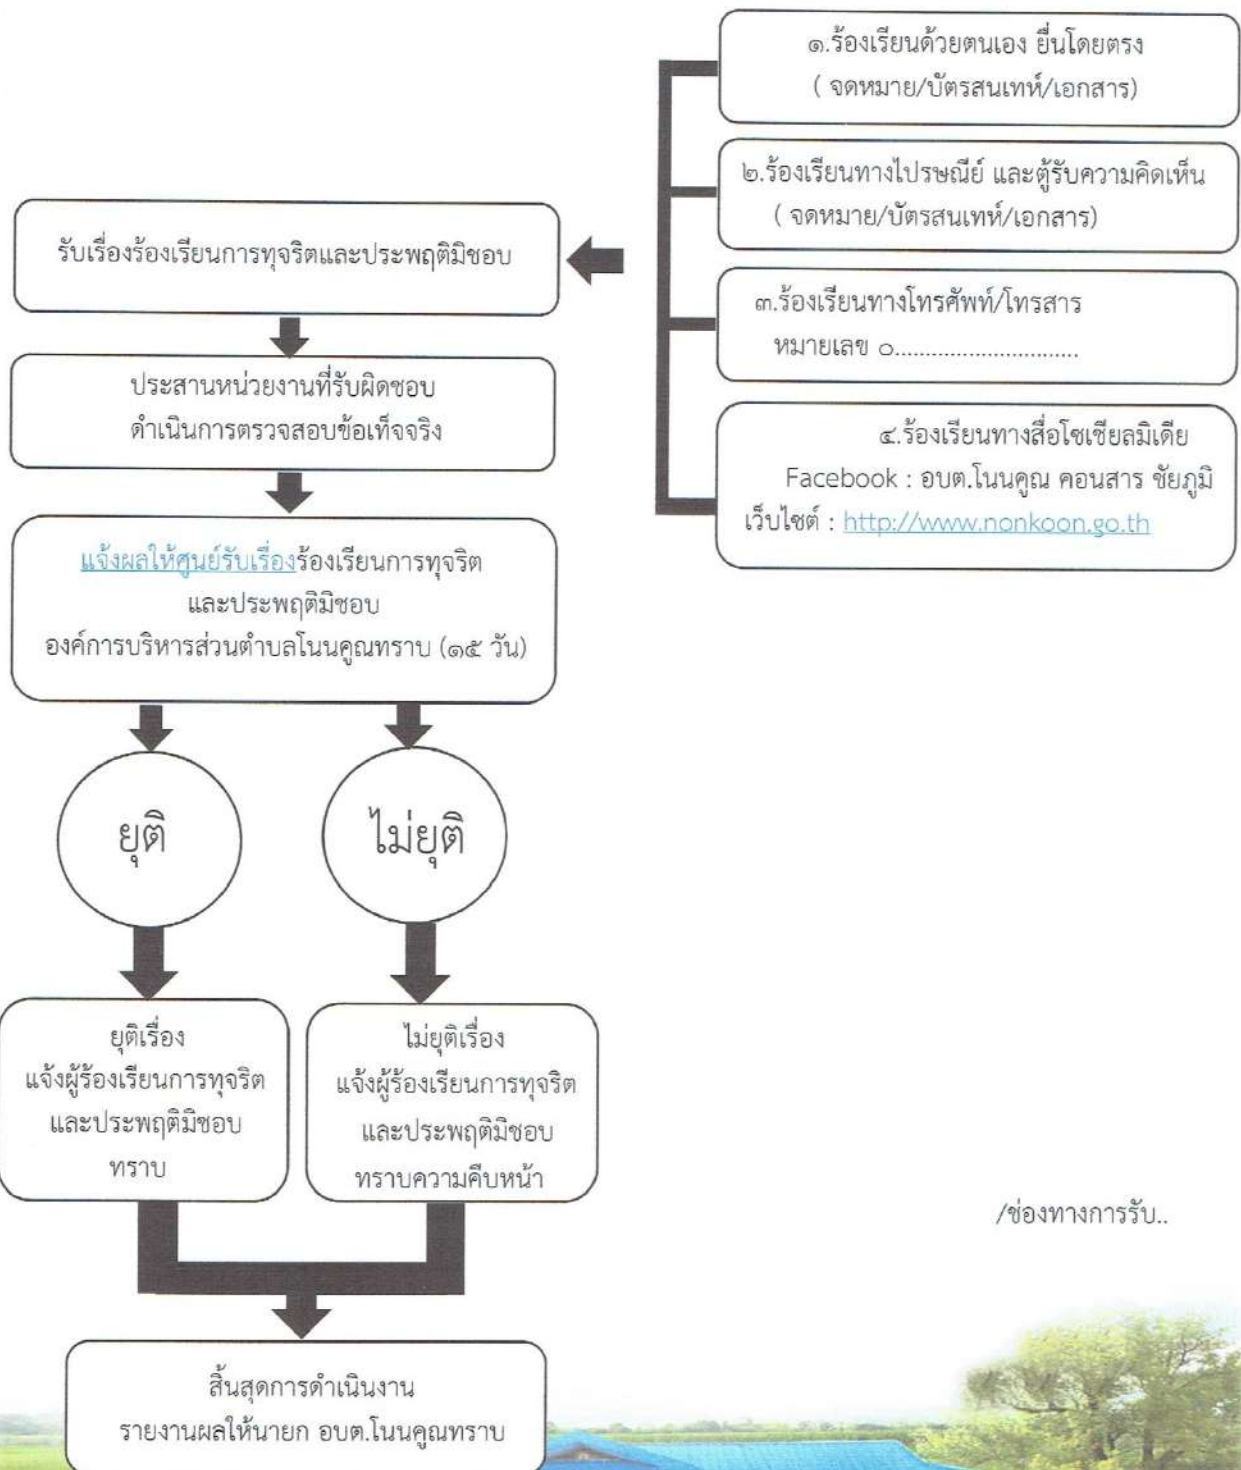 ๑.ร้องเรียนด้วยตนเอง ยื่นโดยตรง
( จดหมาย/บัตรสนเทห์/เอกสาร)
๒.ร้องเรียนทางไปรษณีย์ และตู้รับความคิดเห็น
( จดหมาย/บัตรสนเทห์/เอกสาร)
๓.ร้องเรียนทางโทรศัพท์/โทรสาร
หมายเลข ๐..............................
๔.ร้องเรียนทางสื่อโซเชียลมิเดีย
Facebook : อบต.โนนคูณ คอนสาร ชัยภูมิ
เว็บไซต์ : http://www.nonkoon.go.th
รับเรื่องร้องเรียนการทุจริตและประพฤติมิชอบ
ประสานหน่วยงานที่รับผิดชอบ
ดำเนินการตรวจสอบข้อเท็จจริง
แจ้งผลให้ศูนย์รับเรื่องร้องเรียนการทุจริต
และประพฤติมิชอบ
องค์การบริหารส่วนตำบลโนนคูณทราบ (๑๕ วัน)
ยุติ
ไม่ยุติ
ยุติเรื่อง
แจ้งผู้ร้องเรียนการทุจริต
และประพฤติมิชอบ
ทราบ
ไม่ยุติเรื่อง
แจ้งผู้ร้องเรียนการทุจริต
และประพฤติมิชอบ
ทราบความคืบหน้า
/ช่องทางการรับ..
สิ้นสุดการดำเนินงาน
รายงานผลให้นายก อบต.โนนคูณทราบ